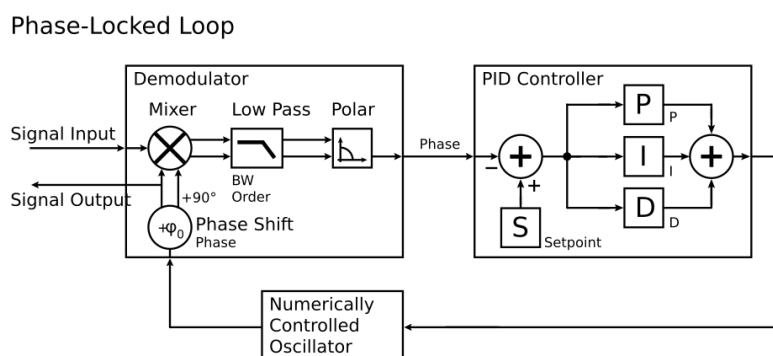 Phase-Locked Loop
Demodulator
Mixer
Low Pass
Polar
Signal Input
Signal Output
+90°
BW
Order
+φ₀
Phase Shift
Phase
Phase
PID Controller
P
P
I
I
D
D
+
+
−
+
S
Setpoint
Numerically
Controlled
Oscillator